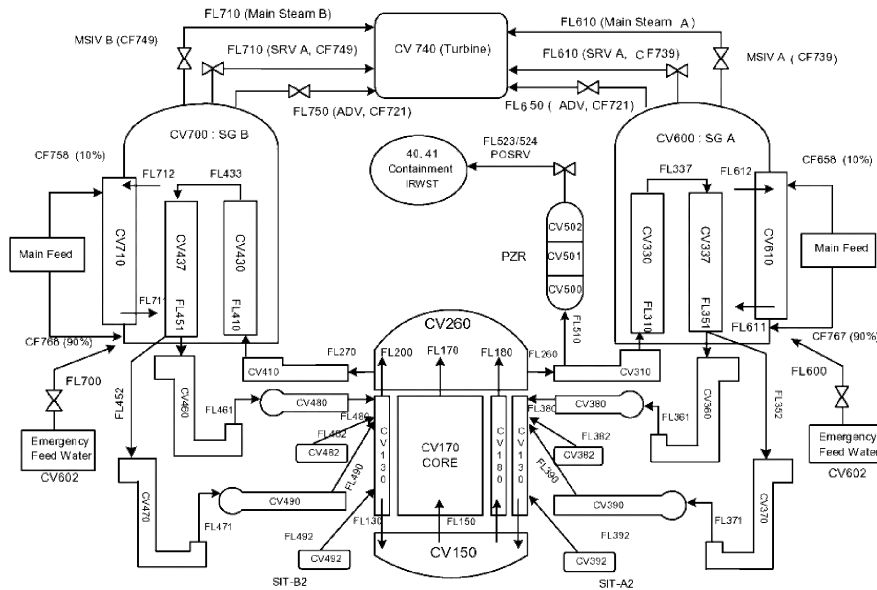 FL710 (Main Steam B)
FL610 (Main Steam A)
MSIV B (CF749)
FL710 (SRV A, CF749)
CV 740 (Turbine)
FL610 (SRV A, CF739)
MSIV A ( CF739)
FL750 (ADV, CF721)
FL650 ( ADV, CF721)
CV700 : SG B
CV600 : SG A
FL523/524
POSRV
40, 41
Containment
IRWST
CF758 (10%)
CF658 (10%)
FL712
FL433
FL337
FL612
CV710
CV437
CV430
CV502
CV501
CV500
PZR
CV330
CV337
CV610
Main Feed
Main Feed
FL711
FL451
FL410
FL510
FL310
FL351
FL611
CF768 (90%)
CF767 (90%)
CV260
FL270
FL200
FL170
FL180
FL260
CV410
CV310
FL700
FL600
FL452
CV460
FL461
CV480
FL480
FL380
CV380
FL361
CV360
FL352
FL482
CV482
CV130
CV170
CORE
CV180
CV130
FL382
CV382
Emergency
Feed Water
CV602
Emergency
Feed Water
CV602
FL490
FL390
CV470
FL471
CV490
CV390
FL371
CV370
FL130
FL150
FL492
FL392
CV492
CV150
CV392
SIT-B2
SIT-A2